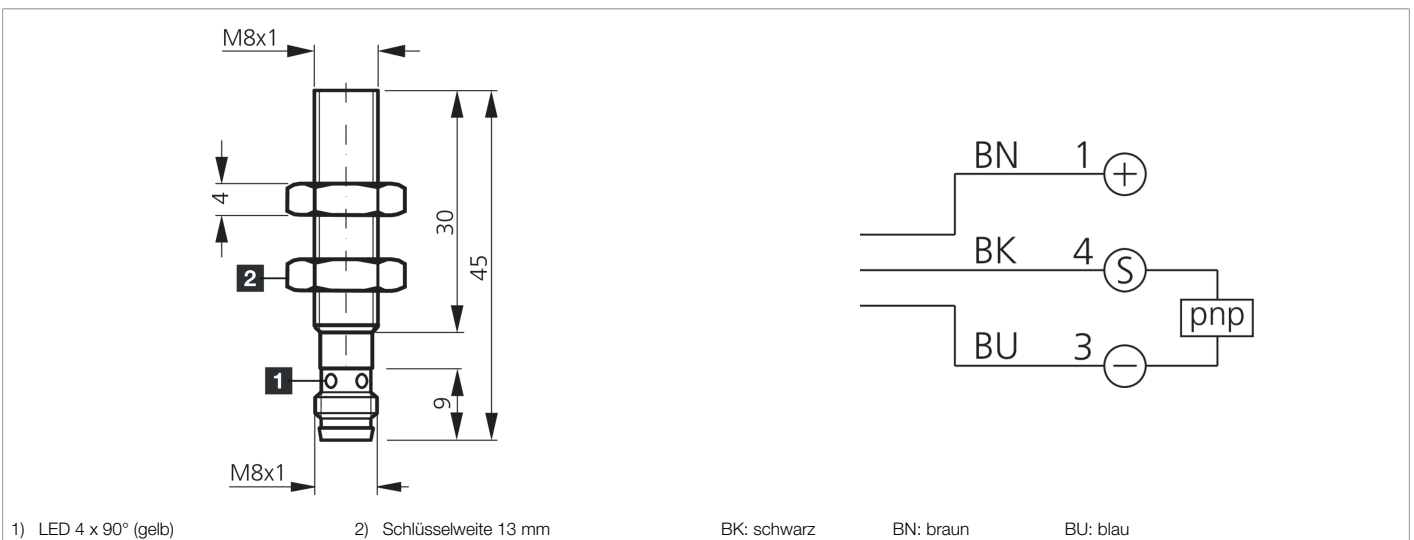 M8x1
4
30
45
2
1
9
M8x1
BN 1 +
BK 4 S
pnp
BU 3 −
1) LED 4 x 90° (gelb)
2) Schlüsselweite 13 mm
BK: schwarz
BN: braun
BU: blau